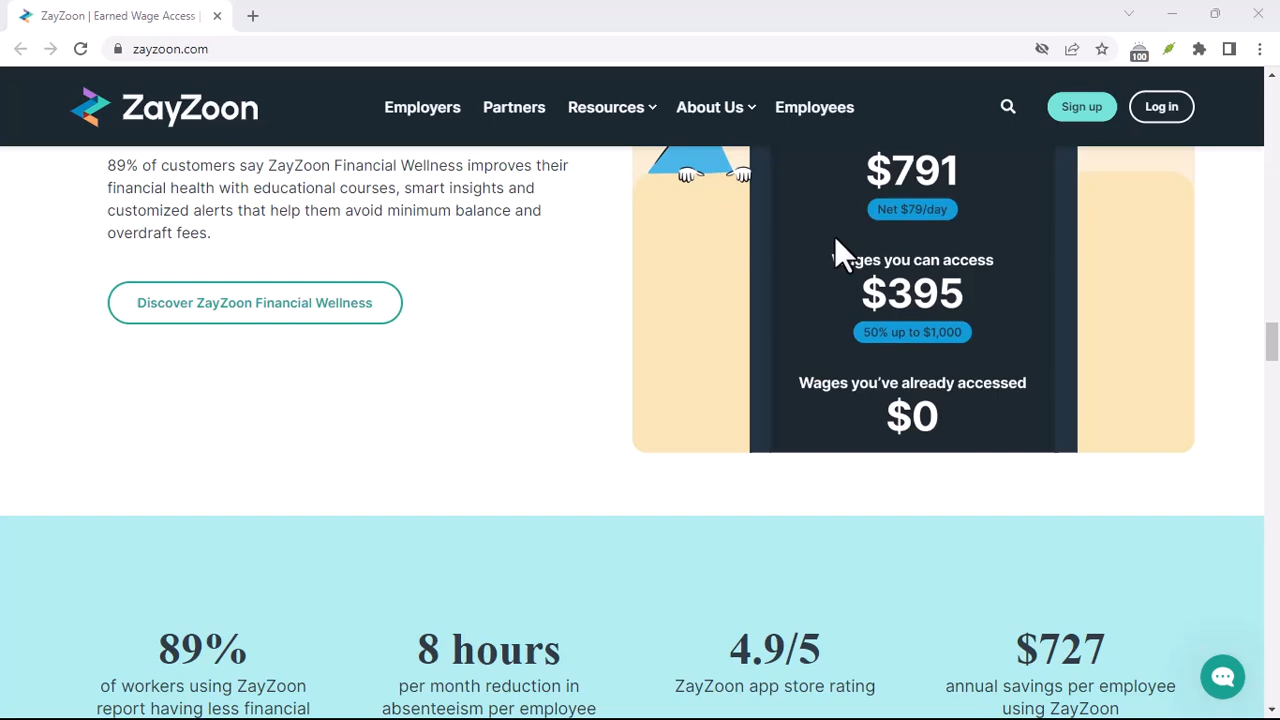 ZayZoon | Earned Wage Access |
zayzoon.com
100
ZayZoon
Employers
Partners
Resources
About Us
Employees
Sign up
Log in
89% of customers say ZayZoon Financial Wellness improves their
financial health with educational courses, smart insights and
customized alerts that help them avoid minimum balance and
overdraft fees.
Discover ZayZoon Financial Wellness
$791
Net $79/day
you can access
$395
50% up to $1,000
Wages you've already accessed
$0
89%
of workers using ZayZoon
report having less financial
8 hours
per month reduction in
absenteeism per employee
4.9/5
ZayZoon app store rating
$727
annual savings per employee
using ZayZoon